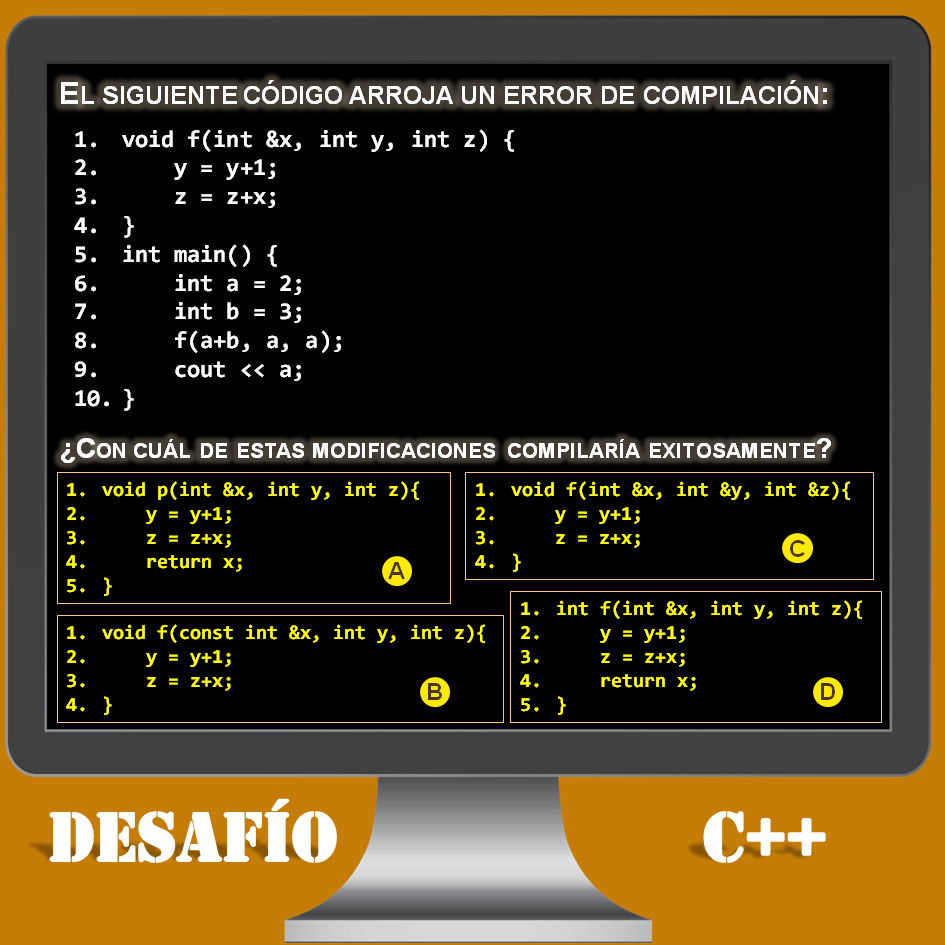 EL SIGUIENTE CÓDIGO ARROJA UN ERROR DE COMPILACIÓN:
1. void f(int &x, int y, int z) {
2. y = y+1;
3. z = z+x;
4. }
5. int main() {
6. int a = 2;
7. int b = 3;
8. f(a+b, a, a);
9. cout << a;
10. }
¿CON CUÁL DE ESTAS MODIFICACIONES COMPILARÍA EXITOSAMENTE?
1. void p(int &x, int y, int z){
2. y = y+1;
3. z = z+x;
4. return x;
5. }
A
1. void f(int &x, int &y, int &z){
2. y = y+1;
3. z = z+x;
4. }
C
1. void f(const int &x, int y, int z){
2. y = y+1;
3. z = z+x;
4. }
B
1. int f(int &x, int y, int z){
2. y = y+1;
3. z = z+x;
4. return x;
5. }
D
DESAFÍO C++